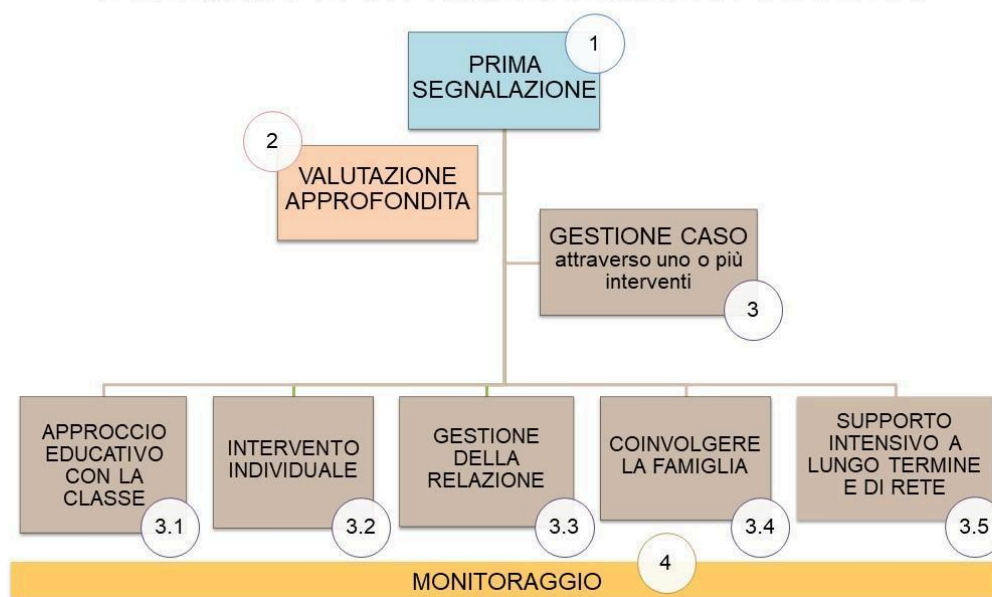 1
PRIMA
SEGNALAZIONE
2
VALUTAZIONE
APPROFONDITA
GESTIONE CASO
attraverso uno o più
interventi
3
APPROCCIO
EDUCATIVO
CON LA
CLASSE
3.1
INTERVENTO
INDIVIDUALE
3.2
GESTIONE
DELLA
RELAZIONE
3.3
COINVOLGERE
LA FAMIGLIA
3.4
SUPPORTO
INTENSIVO A
LUNGO TERMINE
E DI RETE
3.5
4
MONITORAGGIO